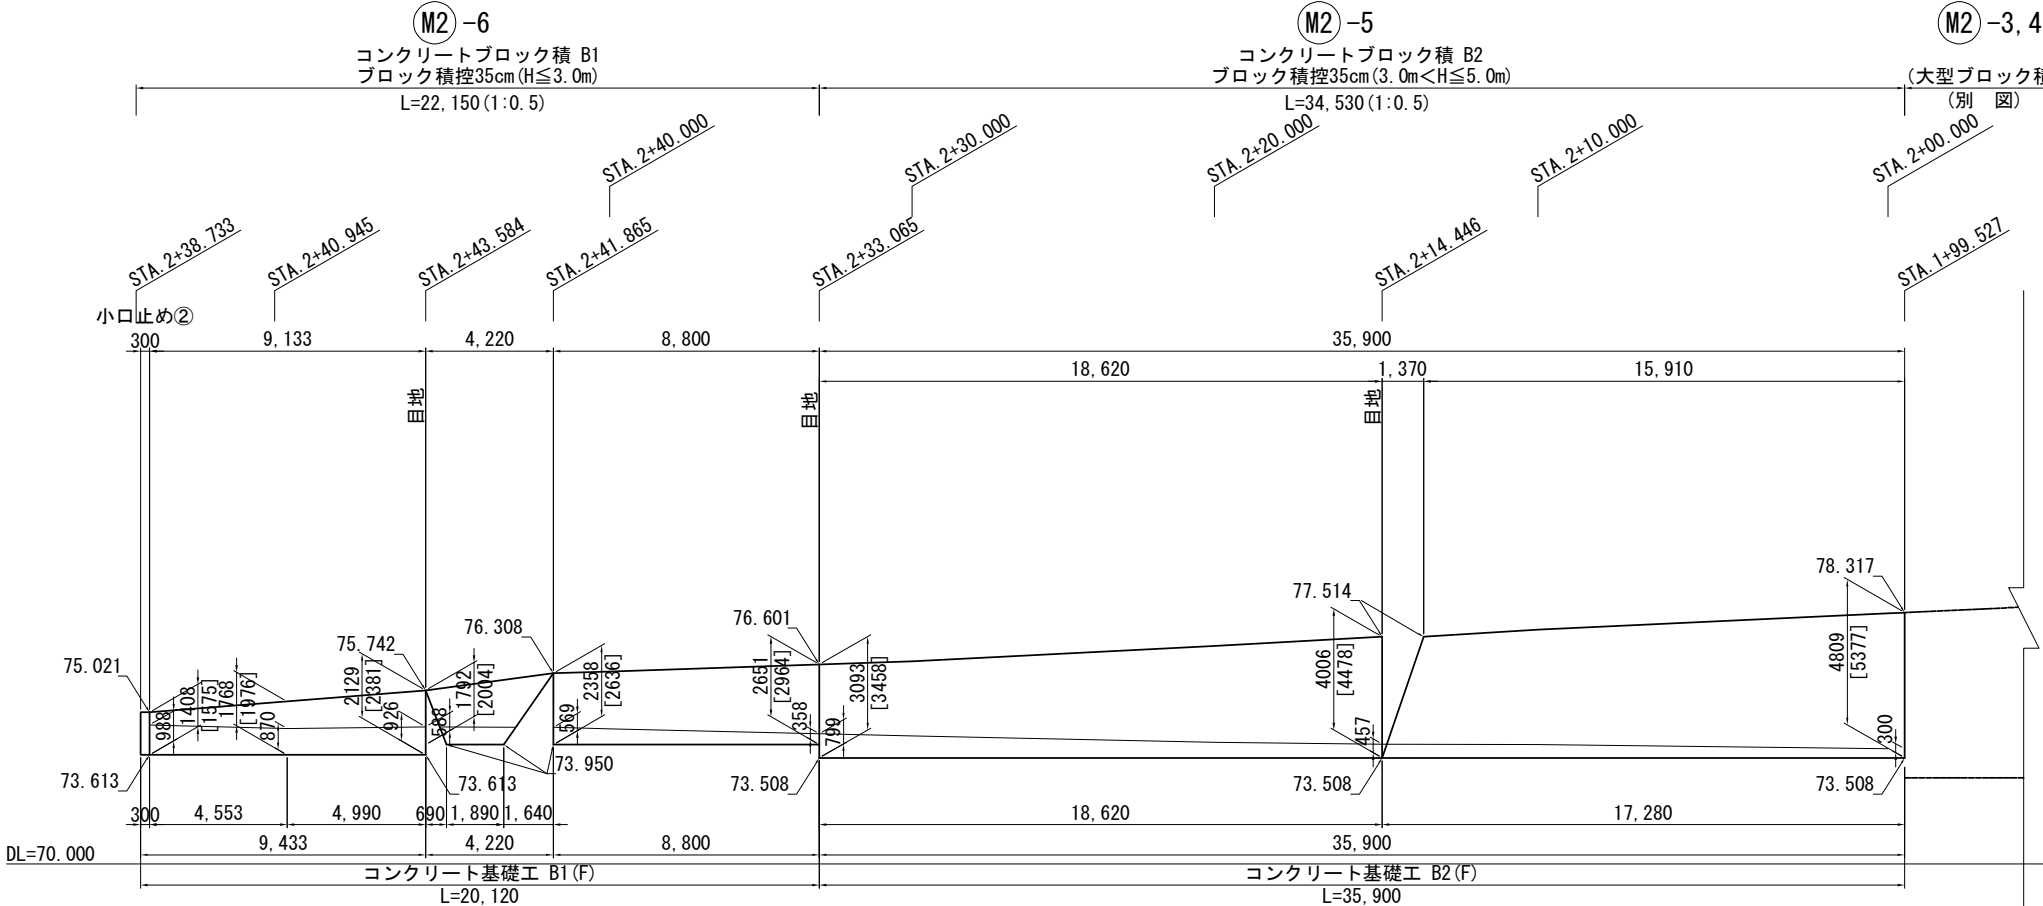 M2 -6
コンクリートブロック積 B1
ブロック積控35cm(H≦3.0m)
L=22,150(1:0.5)
M2 -5
コンクリートブロック積 B2
ブロック積控35cm(3.0m<H≦5.0m)
L=34,530(1:0.5)
M2 -3,4
(大型ブロック積
(別 図)
STA.2+40.000
STA.2+30.000
STA.2+20.000
STA.2+10.000
STA.2+00.000
STA.2+38.733
STA.2+40.945
STA.2+43.584
STA.2+41.865
STA.2+33.065
STA.2+14.446
STA.1+99.527
小口止め②
300
9,133
4,220
8,800
35,900
18,620
1,370
15,910
目地
目地
目地
75.021
75.742
76.308
76.601
77.514
78.317
988
1408
[1575]
1768
[1976]
870
2129
[2381]
926
588
1792
[2004]
569
2358
[2636]
2651
[2964]
358
799
3093
[3458]
4006
[4478]
457
4809
[5377]
300
73.613
73.613
73.950
73.508
73.508
73.508
300
4,553
4,990
690
1,890
1,640
18,620
17,280
9,433
4,220
8,800
35,900
DL=70.000
コンクリート基礎工 B1(F)
L=20,120
コンクリート基礎工 B2(F)
L=35,900